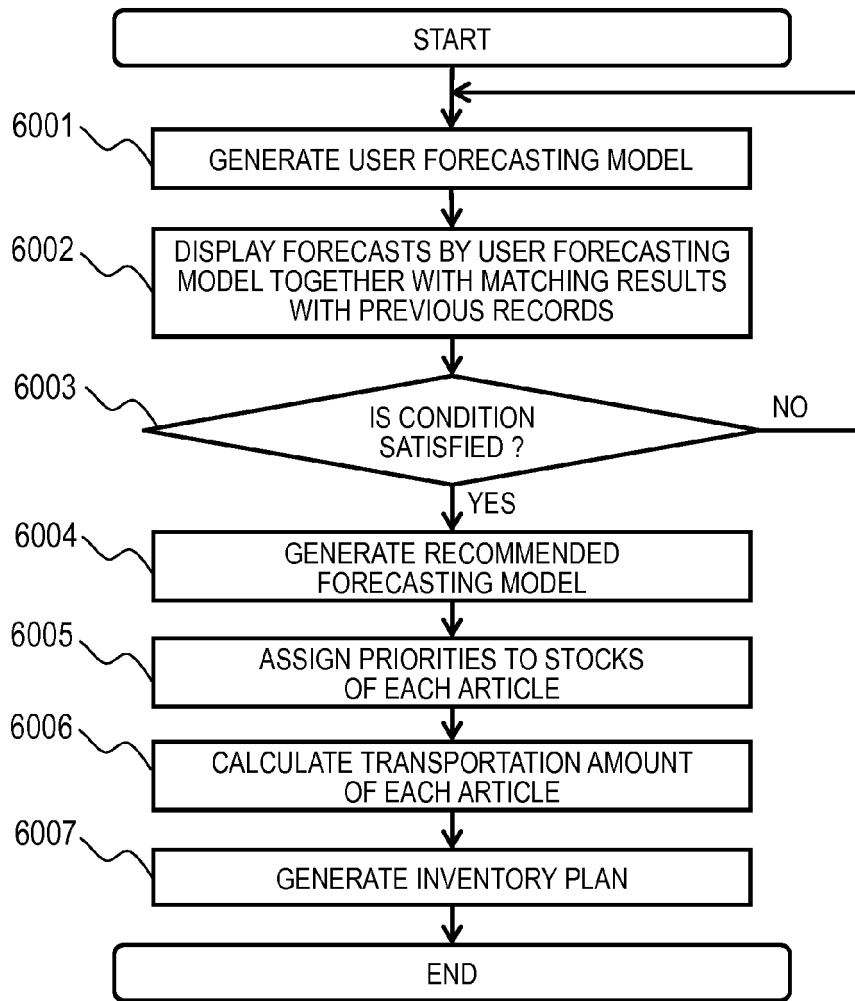 START
6001
GENERATE USER FORECASTING MODEL
6002
DISPLAY FORECASTS BY USER FORECASTING
MODEL TOGETHER WITH MATCHING RESULTS
WITH PREVIOUS RECORDS
6003
IS CONDITION
SATISFIED ?
NO
YES
6004
GENERATE RECOMMENDED
FORECASTING MODEL
6005
ASSIGN PRIORITIES TO STOCKS
OF EACH ARTICLE
6006
CALCULATE TRANSPORTATION AMOUNT
OF EACH ARTICLE
6007
GENERATE INVENTORY PLAN
END